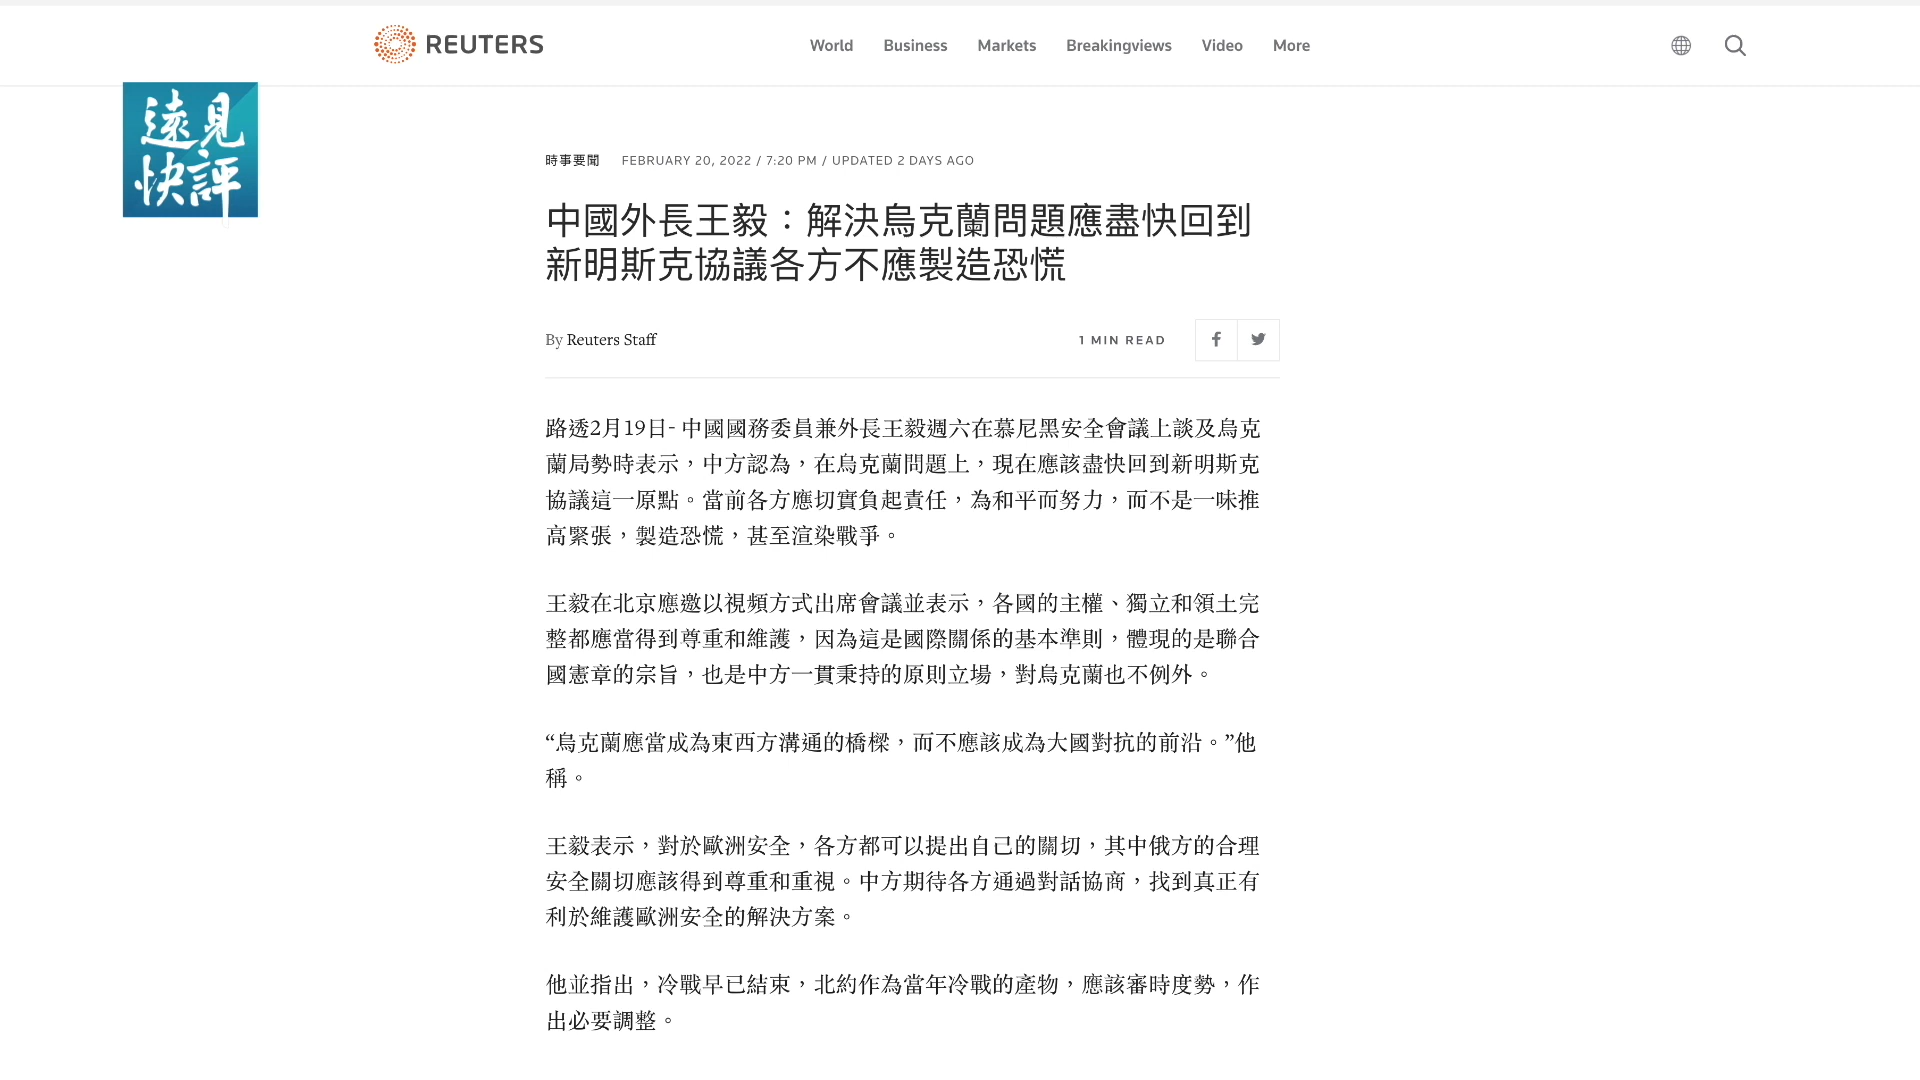 REUTERS
World Business Markets Breakingviews Video More
遠見
快評
時事要聞 FEBRUARY 20, 2022 / 7:20 PM / UPDATED 2 DAYS AGO
中國外長王毅：解決烏克蘭問題應盡快回到
新明斯克協議各方不應製造恐慌
By Reuters Staff
1 MIN READ
路透2月19日- 中國國務委員兼外長王毅週六在慕尼黑安全會議上談及烏克
蘭局勢時表示，中方認為，在烏克蘭問題上，現在應該盡快回到新明斯克
協議這一原點。當前各方應切實負起責任，為和平而努力，而不是一味推
高緊張，製造恐慌，甚至渲染戰爭。
王毅在北京應邀以視頻方式出席會議並表示，各國的主權、獨立和領土完
整都應當得到尊重和維護，因為這是國際關係的基本準則，體現的是聯合
國憲章的宗旨，也是中方一貫秉持的原則立場，對烏克蘭也不例外。
“烏克蘭應當成為東西方溝通的橋樑，而不應該成為大國對抗的前沿。”他
稱。
王毅表示，對於歐洲安全，各方都可以提出自己的關切，其中俄方的合理
安全關切應該得到尊重和重視。中方期待各方通過對話協商，找到真正有
利於維護歐洲安全的解決方案。
他並指出，冷戰早已結束，北約作為當年冷戰的產物，應該審時度勢，作
出必要調整。